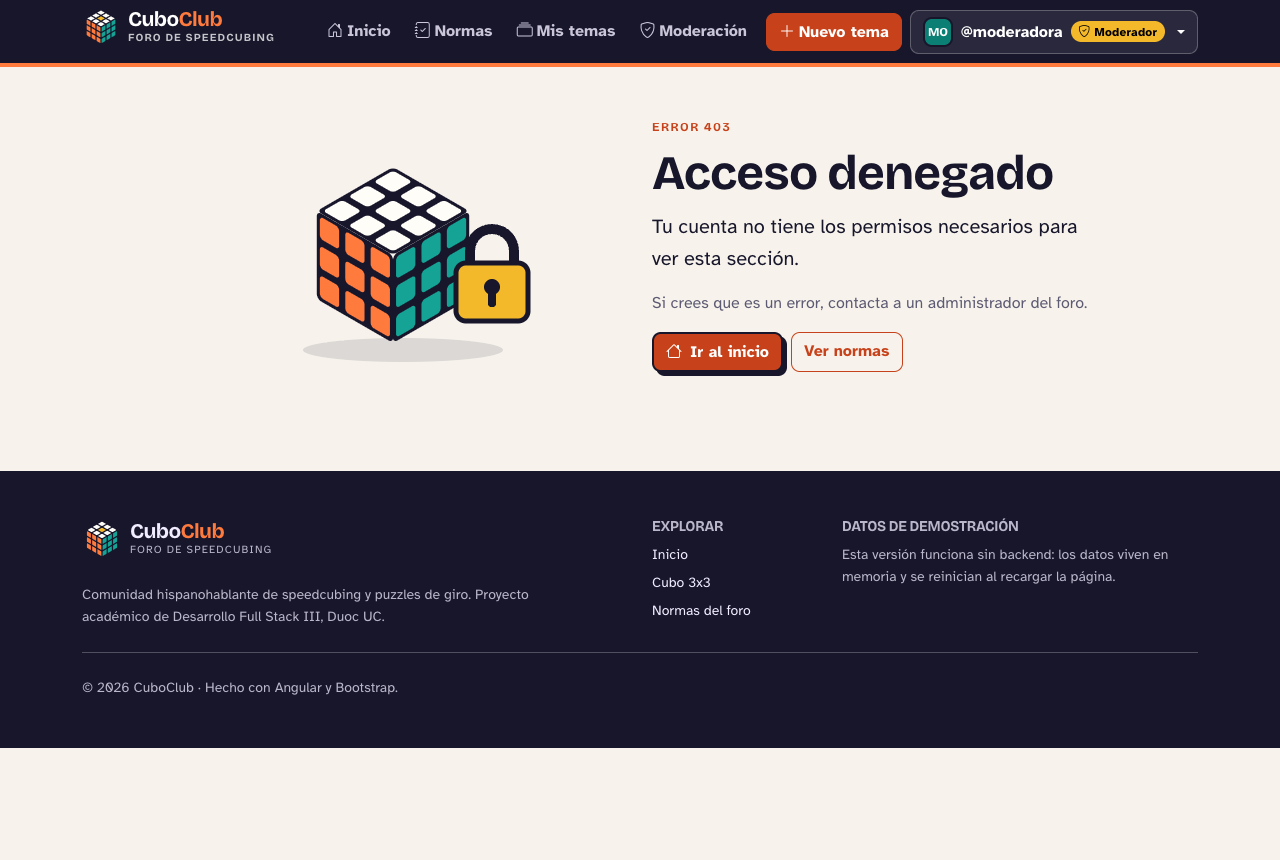 CuboClub
FORO DE SPEEDCUBING
Inicio
Normas
Mis temas
Moderación
Nuevo tema
MO
@moderadora
Moderador
ERROR 403
Acceso denegado
Tu cuenta no tiene los permisos necesarios para
ver esta sección.
Si crees que es un error, contacta a un administrador del foro.
Ir al inicio
Ver normas
CuboClub
FORO DE SPEEDCUBING
Comunidad hispanohablante de speedcubing y puzzles de giro. Proyecto
académico de Desarrollo Full Stack III, Duoc UC.
EXPLORAR
Inicio
Cubo 3x3
Normas del foro
DATOS DE DEMOSTRACIÓN
Esta versión funciona sin backend: los datos viven en
memoria y se reinician al recargar la página.
© 2026 CuboClub · Hecho con Angular y Bootstrap.